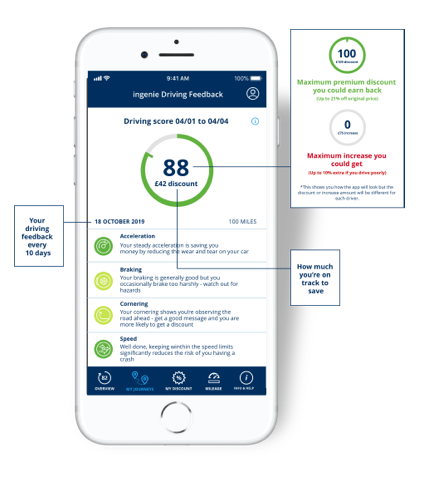 9:41 AM
100%
ingenie Driving Feedback
Driving score 04/01 to 04/04
i
88
£42 discount
18 OCTOBER 2019
100 MILES
Acceleration
Your steady acceleration is saving you
money by reducing the wear and tear on your car
Braking
Your braking is generally good but you
occasionally brake too harshly - watch out for
hazards
Cornering
Your cornering shows you're observing the
road ahead - get a good message and you are
more likely to get a discount
Speed
Well done, keeping winthin the speed limits
significantly reduces the risk of you having a
crash
82
%
i
OVERVIEW
MY JOURNEYS
MY DISCOUNT
MILEAGE
INFO & HELP
Your
driving
feedback
every
10 days
How much
you're on
track to
save
100
Maximum premium discount
you could earn back
(Up to 21% off original price)
0
Maximum increase you
could get
(Up to 10% extra if you drive poorly)
*This shows you how the app will look but the
discount or increase amount will be different for
each driver.